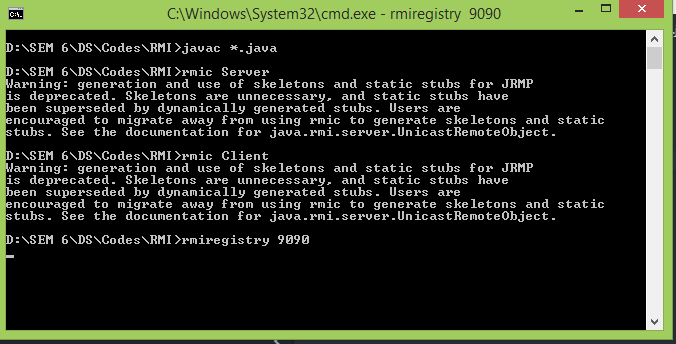 C:\Windows\System32\cmd.exe - rmiregistry 9090
D:\SEM 6\DS\Codes\RMI>javac *.java
D:\SEM 6\DS\Codes\RMI>rmic Server
Warning: generation and use of skeletons and static stubs for JRMP
is deprecated. Skeletons are unnecessary, and static stubs have
been superseded by dynamically generated stubs. Users are
encouraged to migrate away from using rmic to generate skeletons and static
stubs. See the documentation for java.rmi.server.UnicastRemoteObject.
D:\SEM 6\DS\Codes\RMI>rmic Client
Warning: generation and use of skeletons and static stubs for JRMP
is deprecated. Skeletons are unnecessary, and static stubs have
been superseded by dynamically generated stubs. Users are
encouraged to migrate away from using rmic to generate skeletons and static
stubs. See the documentation for java.rmi.server.UnicastRemoteObject.
D:\SEM 6\DS\Codes\RMI>rmiregistry 9090